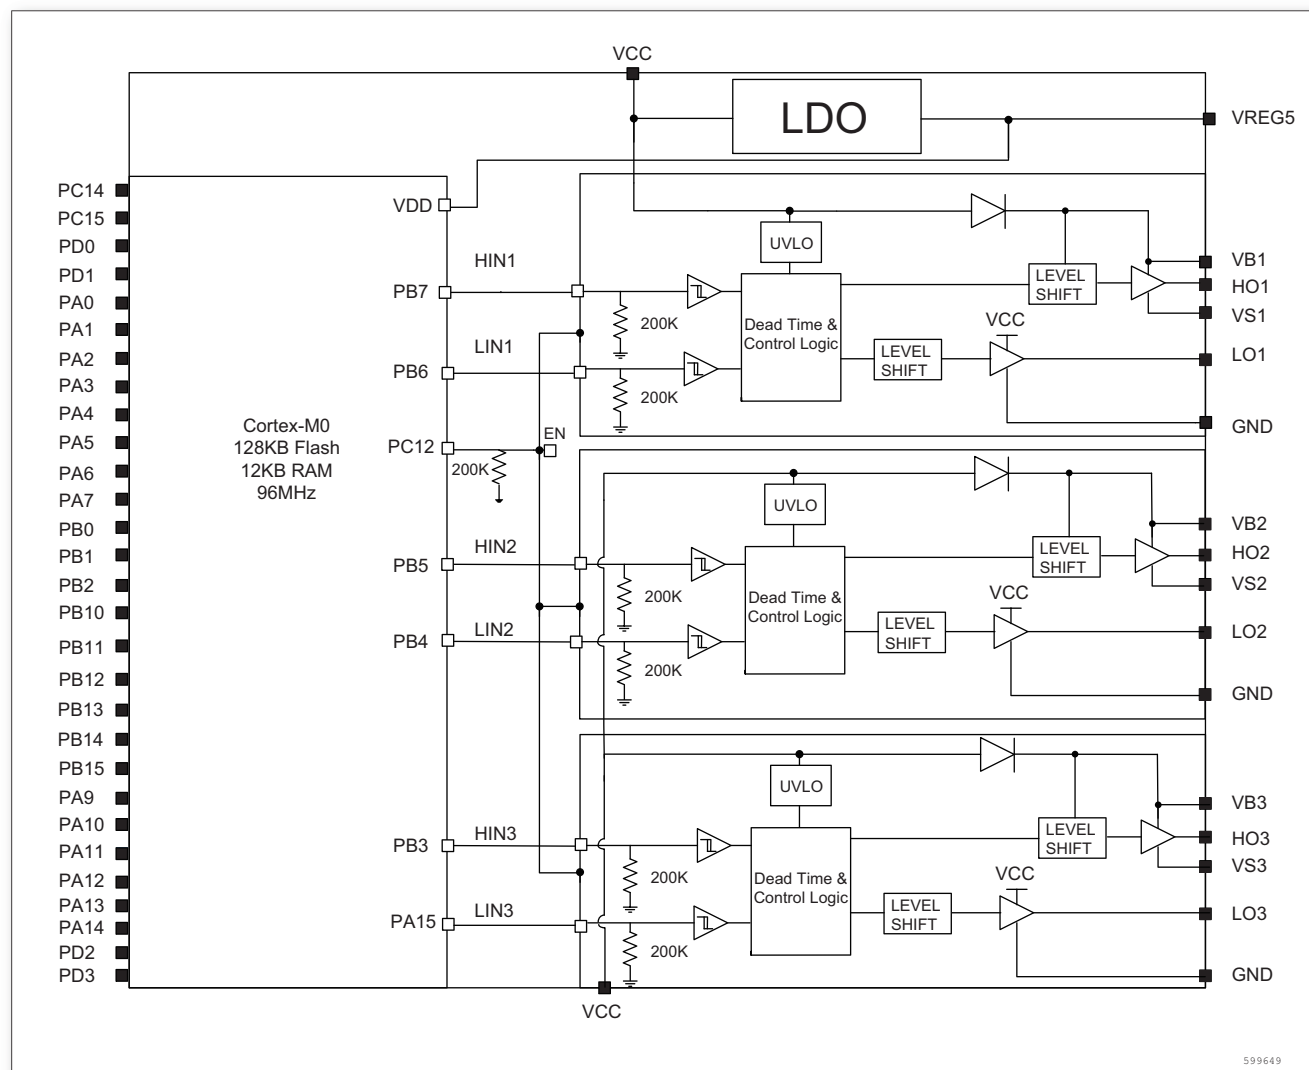 VCC
LDO
VREG5
PC14
PC15
PD0
PD1
PA0
PA1
PA2
PA3
PA4
PA5
PA6
PA7
PB0
PB1
PB2
PB10
PB11
PB12
PB13
PB14
PB15
PA9
PA10
PA11
PA12
PA13
PA14
PD2
PD3
Cortex-M0
128KB Flash
12KB RAM
96MHz
VDD
PB7
PB6
PC12
PB5
PB4
PB3
PA15
HIN1
LIN1
200K
EN
HIN2
LIN2
HIN3
LIN3
UVLO
200K
200K
Dead Time &
Control Logic
LEVEL
SHIFT
LEVEL
SHIFT
VCC
VB1
HO1
VS1
LO1
GND
UVLO
200K
200K
Dead Time &
Control Logic
LEVEL
SHIFT
LEVEL
SHIFT
VCC
VB2
HO2
VS2
LO2
GND
UVLO
200K
200K
Dead Time &
Control Logic
LEVEL
SHIFT
LEVEL
SHIFT
VCC
VB3
HO3
VS3
LO3
GND
VCC
599649